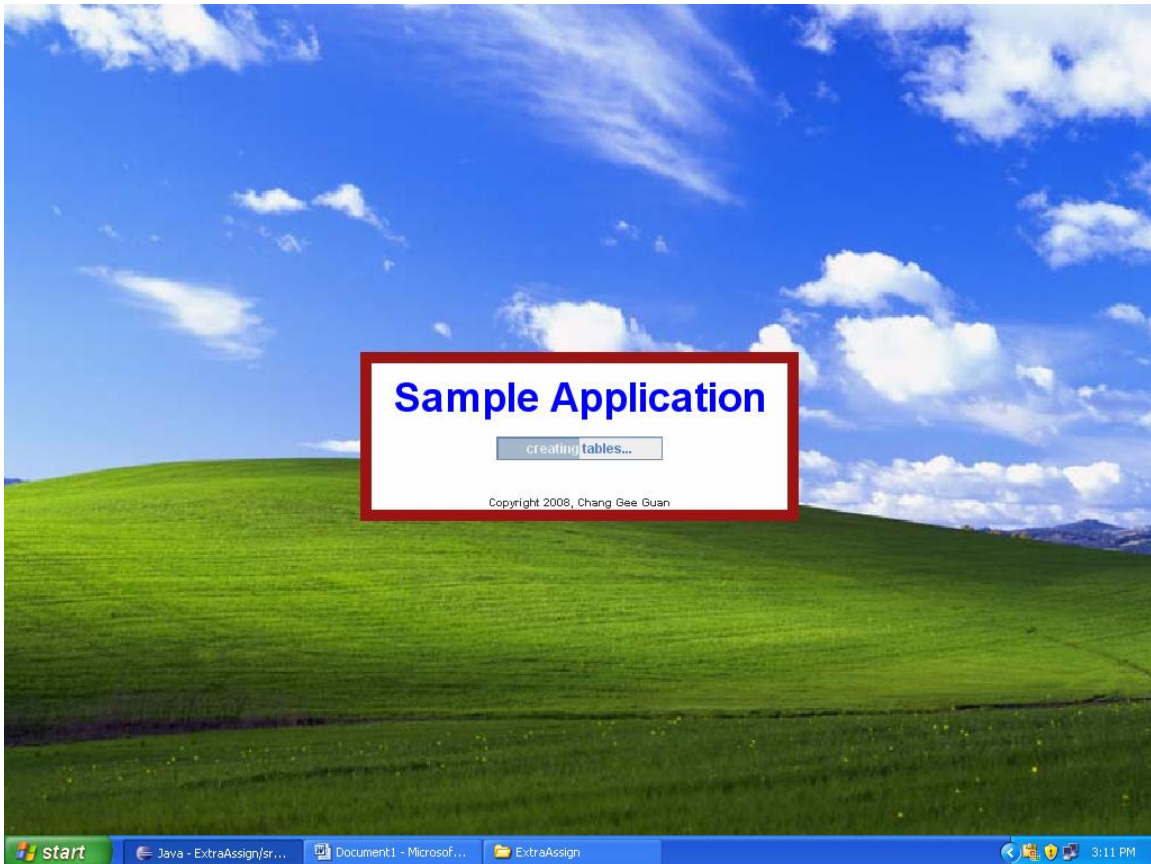 Sample Application
creating tables...
Copyright 2008, Chang Gee Guan
start
Java - ExtraAssign/sr...
Document1 - Microsof...
ExtraAssign
3:11 PM